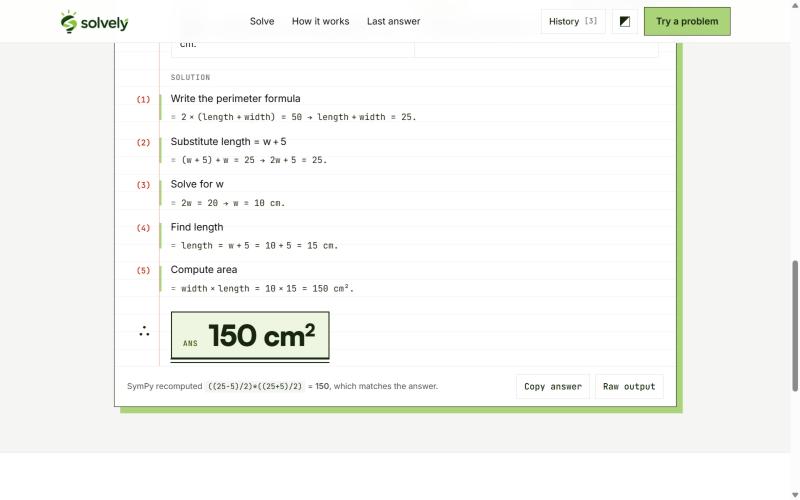 solvely
Solve
How it works
Last answer
History [3]
Try a problem
cm.
SOLUTION
(1) Write the perimeter formula
= 2 × (length + width) = 50 → length + width = 25.
(2) Substitute length = w + 5
= (w + 5) + w = 25 → 2w + 5 = 25.
(3) Solve for w
= 2w = 20 → w = 10 cm.
(4) Find length
= length = w + 5 = 10 + 5 = 15 cm.
(5) Compute area
= width × length = 10 × 15 = 150 cm².
∴ ANS 150 cm²
SymPy recomputed ((25-5)/2)*((25+5)/2) = 150, which matches the answer.
Copy answer
Raw output